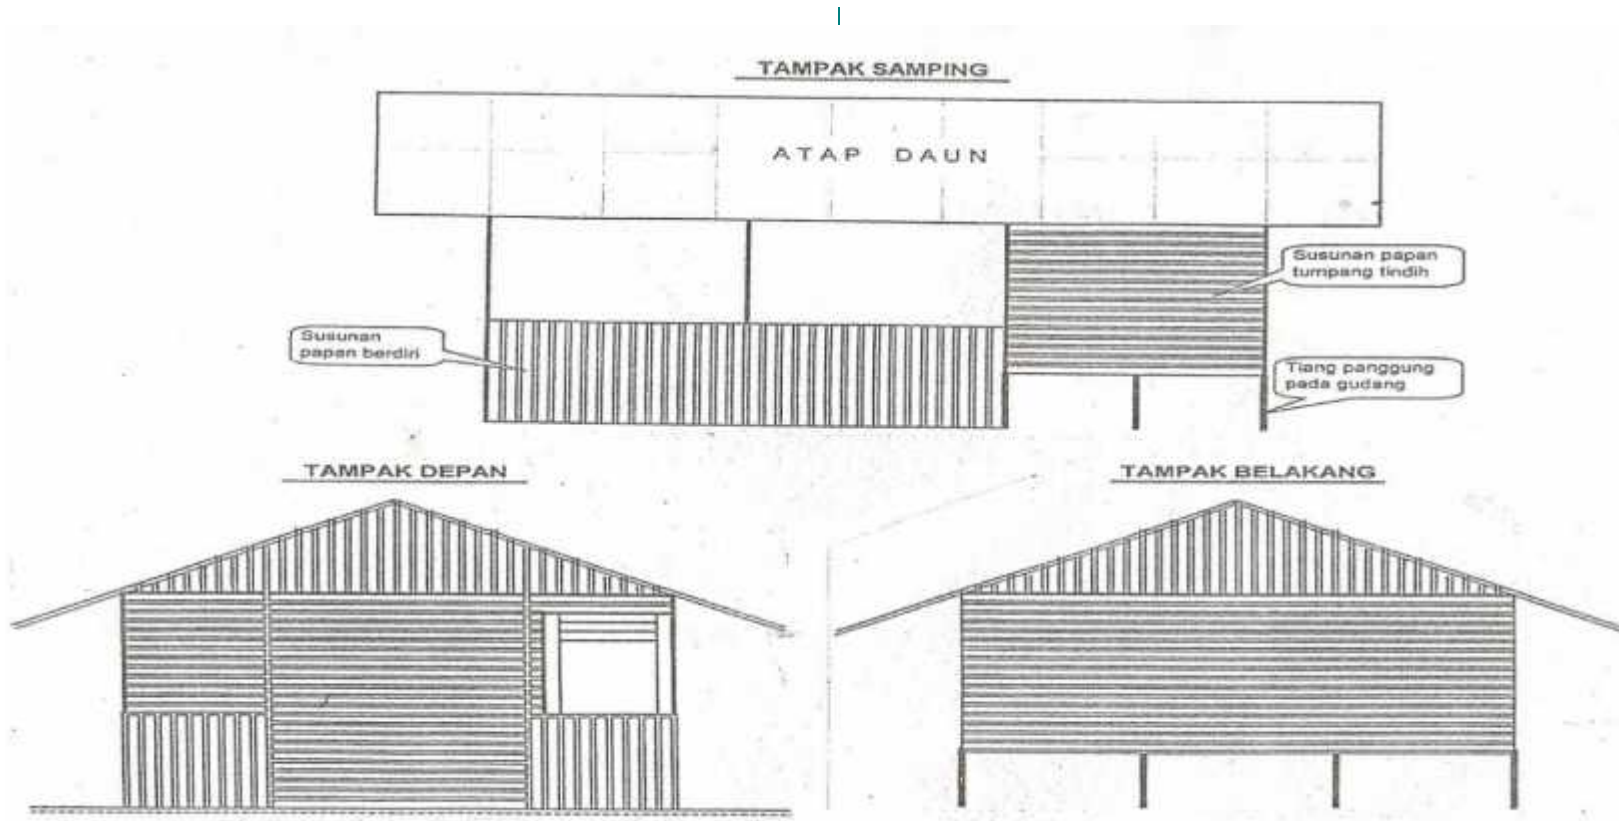 TAMPAK SAMPING
ATAP DAUN
Susunan papan
tumpang tindih
Susunan
papan berdiri
Tiang panggung
pada gudang
TAMPAK DEPAN
TAMPAK BELAKANG